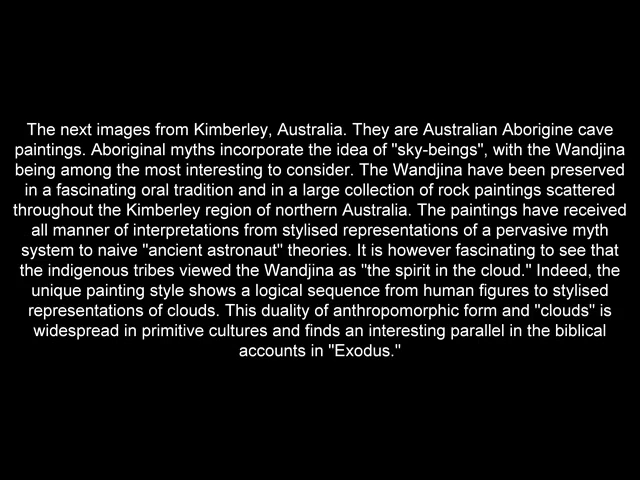 The next images from Kimberley, Australia. They are Australian Aborigine cave
paintings. Aboriginal myths incorporate the idea of "sky-beings", with the Wandjina
being among the most interesting to consider. The Wandjina have been preserved
in a fascinating oral tradition and in a large collection of rock paintings scattered
throughout the Kimberley region of northern Australia. The paintings have received
all manner of interpretations from stylised representations of a pervasive myth
system to naive "ancient astronaut" theories. It is however fascinating to see that
the indigenous tribes viewed the Wandjina as "the spirit in the cloud." Indeed, the
unique painting style shows a logical sequence from human figures to stylised
representations of clouds. This duality of anthropomorphic form and "clouds" is
widespread in primitive cultures and finds an interesting parallel in the biblical
accounts in "Exodus."